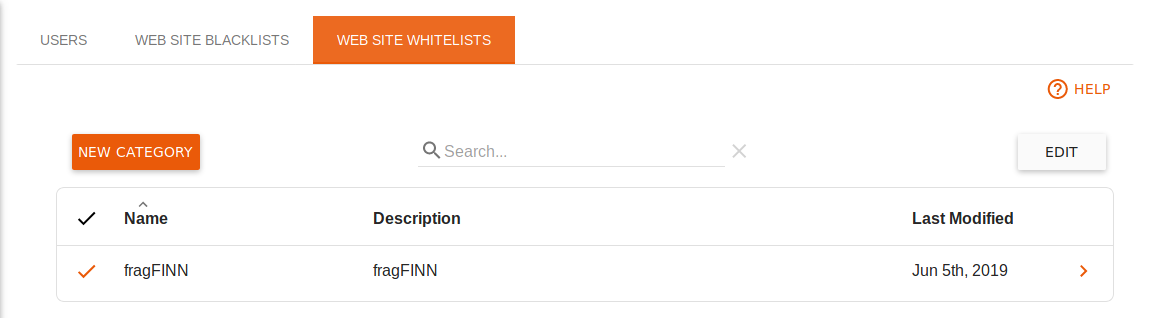 USERS WEB SITE BLACKLISTS WEB SITE WHITELISTS
HELP
NEW CATEGORY Search... EDIT
Name Description Last Modified
fragFINN fragFINN Jun 5th, 2019